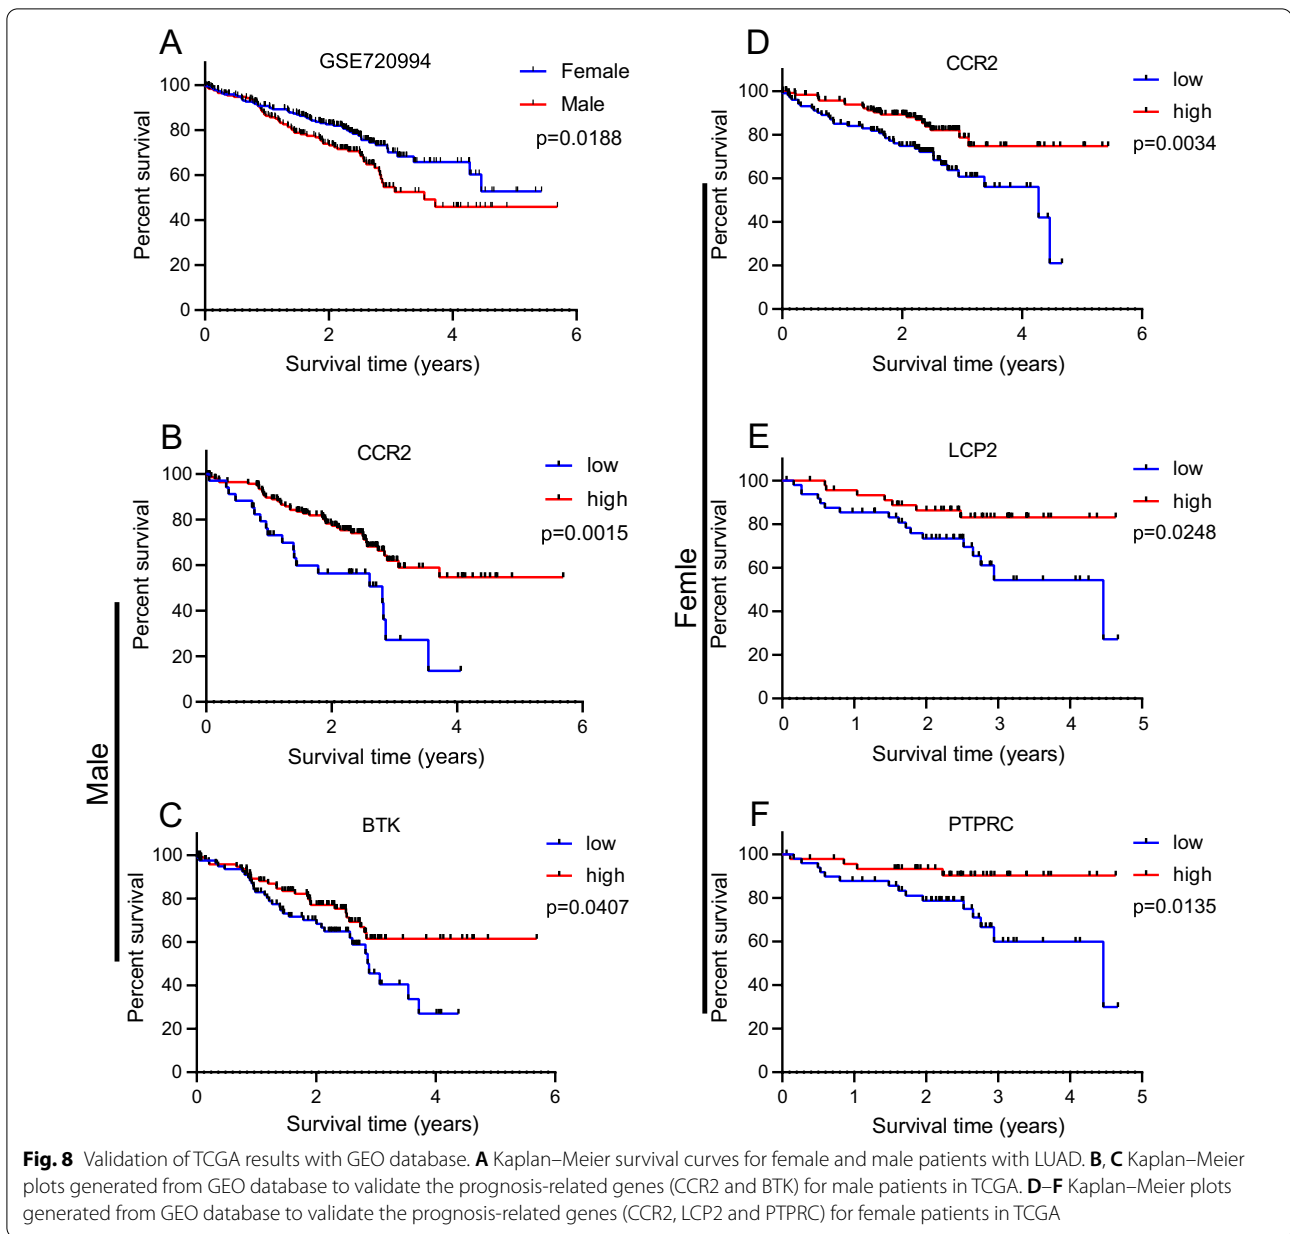 A
GSE720994
Female
Male
p=0.0188
Percent survival
100
80
60
40
20
0
0 2 4 6
Survival time (years)
B
CCR2
low
high
p=0.0015
Percent survival
100
80
60
40
20
0
0 2 4 6
Survival time (years)
Male
C
BTK
low
high
p=0.0407
Percent survival
100
80
60
40
20
0
0 2 4 6
Survival time (years)
D
CCR2
low
high
p=0.0034
Percent survival
100
80
60
40
20
0
0 2 4 6
Survival time (years)
Femle
E
LCP2
low
high
p=0.0248
Percent survival
100
80
60
40
20
0
0 1 2 3 4 5
Survival time (years)
F
PTPRC
low
high
p=0.0135
Percent survival
100
80
60
40
20
0
0 1 2 3 4 5
Survival time (years)
Fig. 8 Validation of TCGA results with GEO database. A Kaplan–Meier survival curves for female and male patients with LUAD. B, C Kaplan–Meier
plots generated from GEO database to validate the prognosis-related genes (CCR2 and BTK) for male patients in TCGA. D–F Kaplan–Meier plots
generated from GEO database to validate the prognosis-related genes (CCR2, LCP2 and PTPRC) for female patients in TCGA